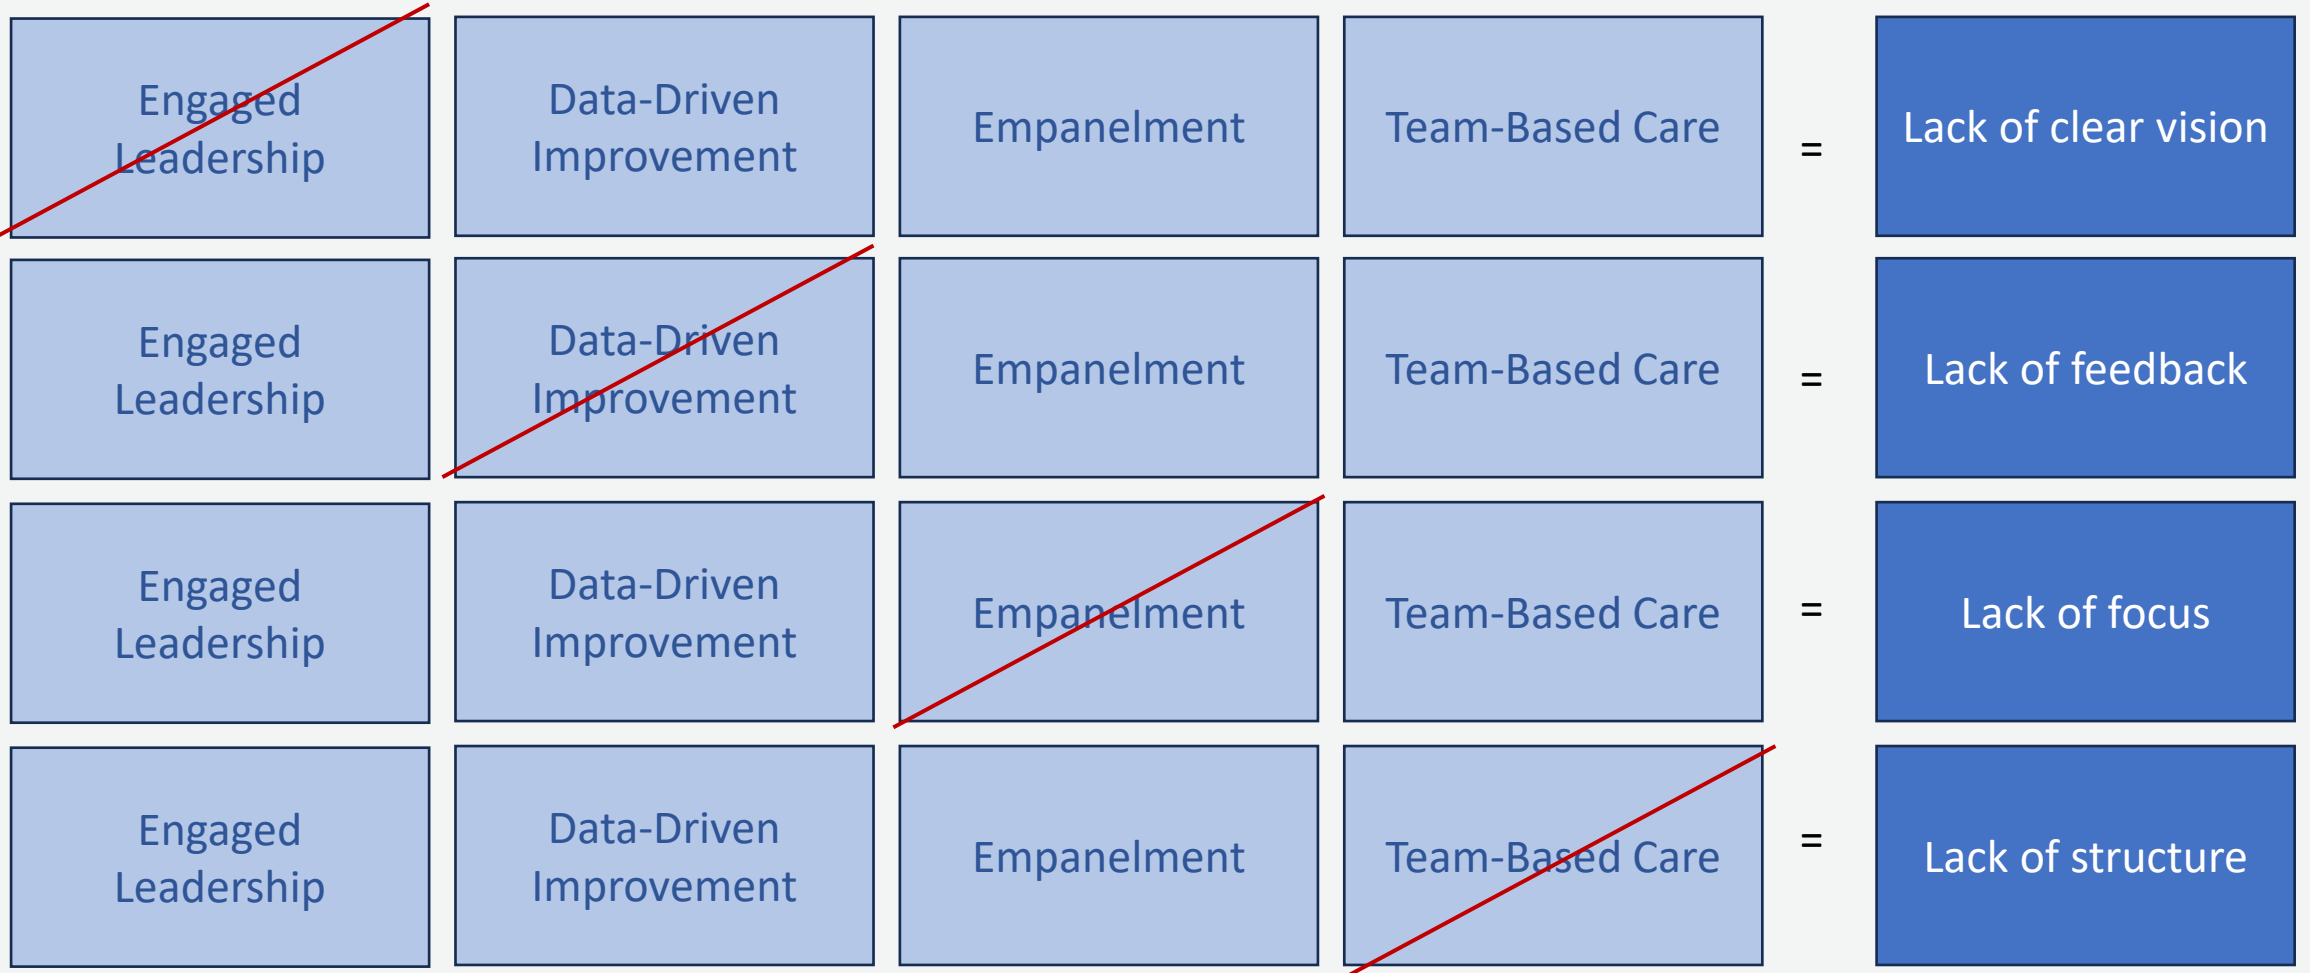 Engaged
Leadership
Data-Driven
Improvement
Empanelment
Team-Based Care
=
Lack of clear vision
Engaged
Leadership
Data-Driven
Improvement
Empanelment
Team-Based Care
=
Lack of feedback
Engaged
Leadership
Data-Driven
Improvement
Empanelment
Team-Based Care
=
Lack of focus
Engaged
Leadership
Data-Driven
Improvement
Empanelment
Team-Based Care
=
Lack of structure